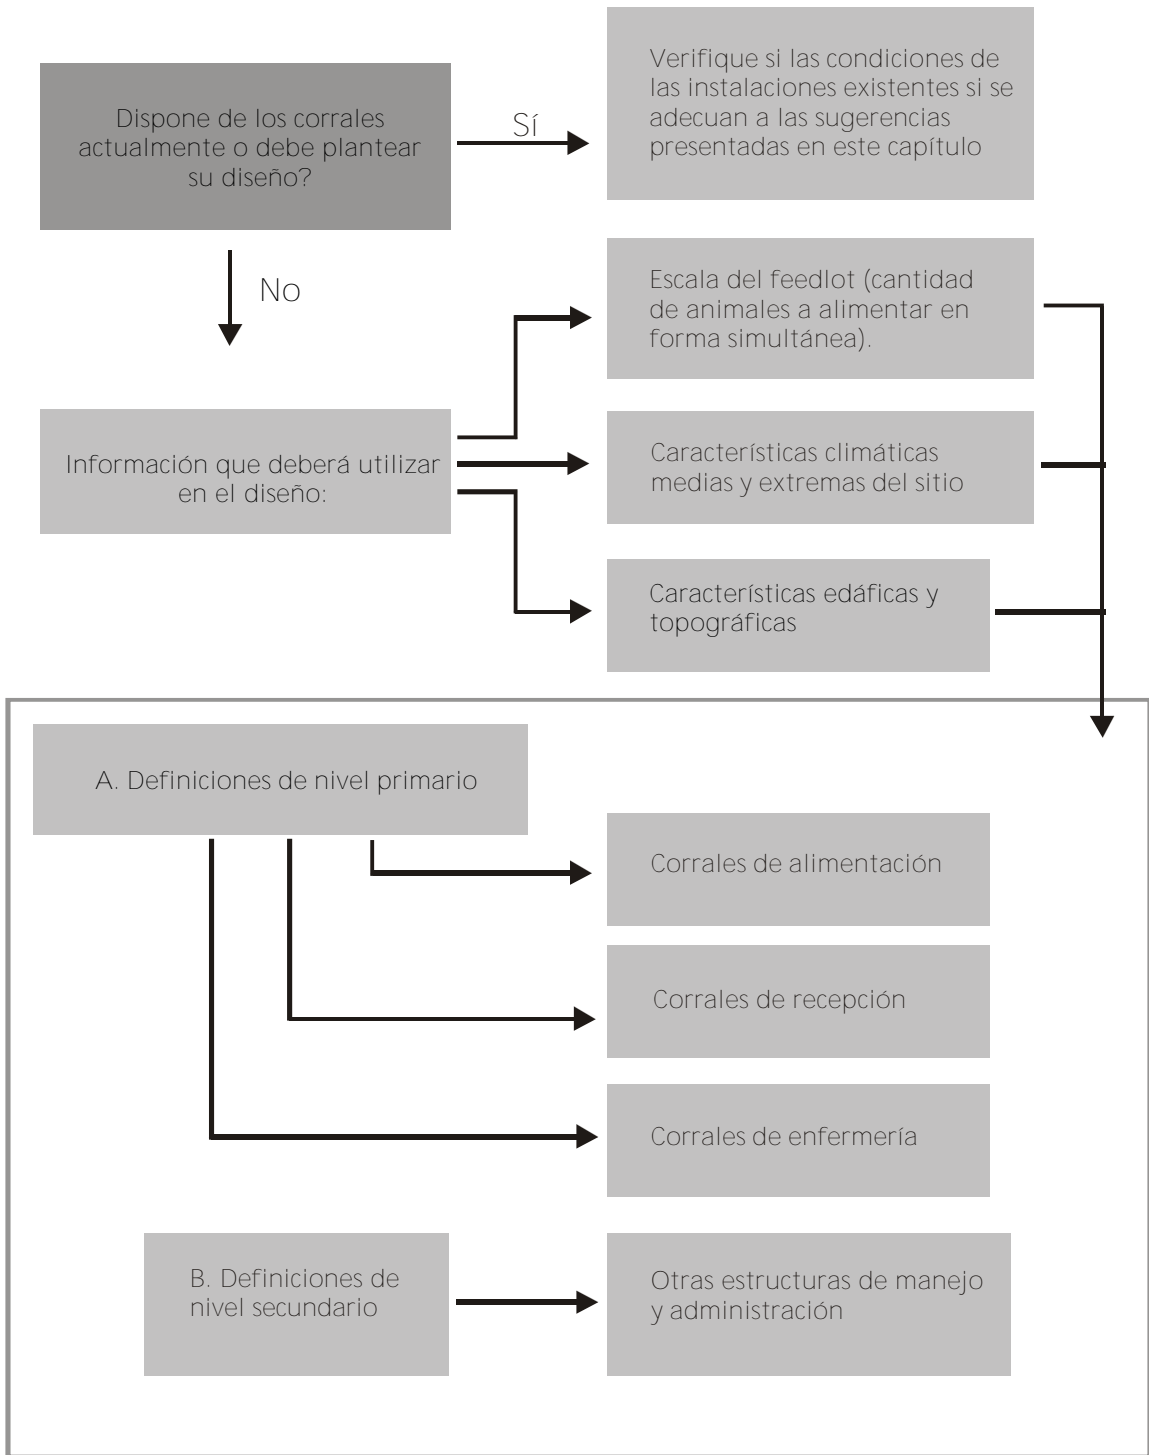 Dispone de los corrales
actualmente o debe plantear
su diseño?
Sí
Verifique si las condiciones de
las instalaciones existentes si se
adecuan a las sugerencias
presentadas en este capítulo
No
Información que deberá utilizar
en el diseño:
Escala del feedlot (cantidad
de animales a alimentar en
forma simultánea).
Característícas climáticas
medias y extremas del sitio
Característícas edáficas y
topográficas
A. Definiciones de nivel primario
Corrales de alimentación
Corrales de recepción
Corrales de enfermería
B. Definiciones de
nivel secundario
Otras estructuras de manejo
y administración